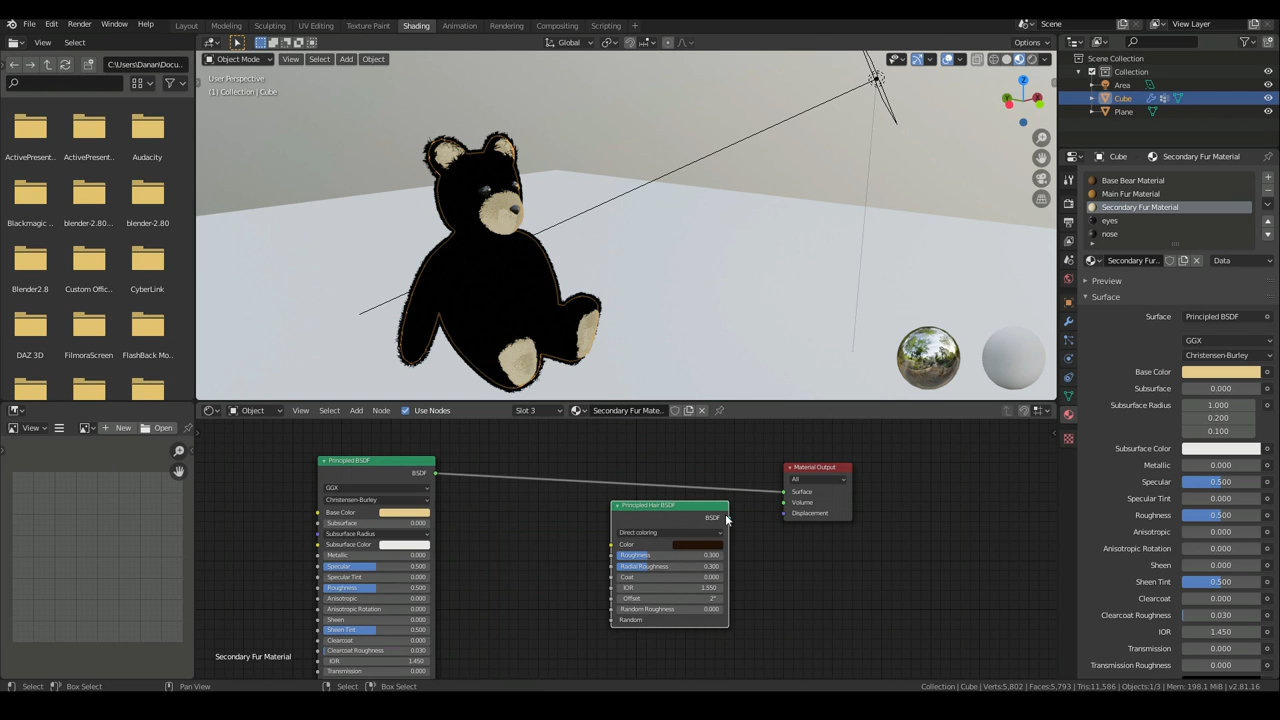 File Edit Render Window Help Layout Modeling Sculpting UV Editing Texture Paint Shading Animation Rendering Compositing Scripting Scene View Layer
View Select Object Mode View Select Add Object Global Options
C:\Users\Danan\Docu...
User Perspective
(1) Collection | Cube
Z
Y
X
ActivePresent.. ActivePresent.. Audacity
Blackmagic ... blender-2.80... blender-2.80
Blender2.8 Custom Offic.. CyberLink
DAZ 3D FilmoraScreen FlashBack Mo..
Scene Collection
Collection
Area
Cube
Plane
Cube Secondary Fur Material
Base Bear Material
Main Fur Material
Secondary Fur Material
eyes
nose
Secondary Fur.. Data
Preview
Surface
Surface Principled BSDF
GGX
Christensen-Burley
Base Color
Subsurface 0.000
Subsurface Radius 1.000
0.200
0.100
Subsurface Color
Metallic 0.000
Specular 0.500
Specular Tint 0.000
Roughness 0.500
Anisotropic 0.000
Anisotropic Rotation 0.000
Sheen 0.000
Sheen Tint 0.500
Clearcoat 0.000
Clearcoat Roughness 0.030
IOR 1.450
Transmission 0.000
Transmission Roughness 0.000
View New Open
Object View Select Add Node Use Nodes Slot 3 Secondary Fur Mate..
Principled BSDF
BSDF
GGX
Christensen-Burley
Base Color
Subsurface 0.000
Subsurface Radius
Subsurface Color
Metallic 0.000
Specular 0.500
Specular Tint 0.000
Roughness 0.500
Anisotropic 0.000
Anisotropic Rotation 0.000
Sheen 0.000
Sheen Tint 0.500
Clearcoat 0.000
Clearcoat Roughness 0.030
IOR 1.450
Transmission 0.000
Principled Hair BSDF
BSDF
Direct coloring
Color
Roughness 0.300
Radial Roughness 0.300
Coat 0.000
IOR 1.550
Offset 2°
Random Roughness 0.000
Random
Material Output
All
Surface
Volume
Displacement
Secondary Fur Material
Select Box Select Pan View Select Box Select Collection | Cube | Verts:5,802 | Faces:5,793 | Tris:11,586 | Objects:1/3 | Mem: 198.1 MiB | v2.81.16